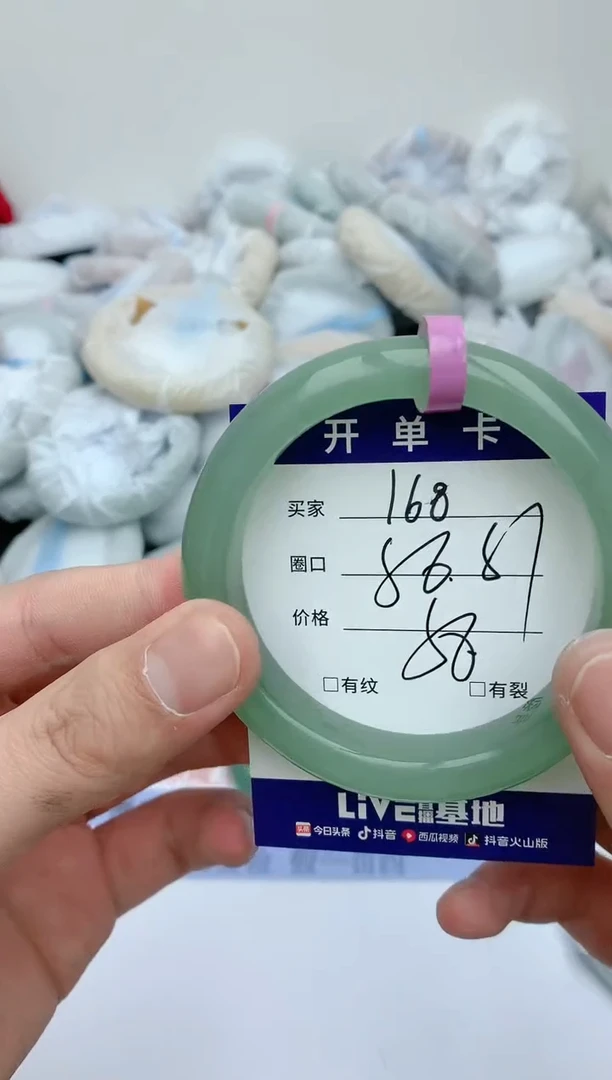 开单卡
买家 168
圈口 56.57
价格 58
□有纹 □有裂
LiVE直播基地
头条 今日头条 抖音 西瓜视频 抖音火山版